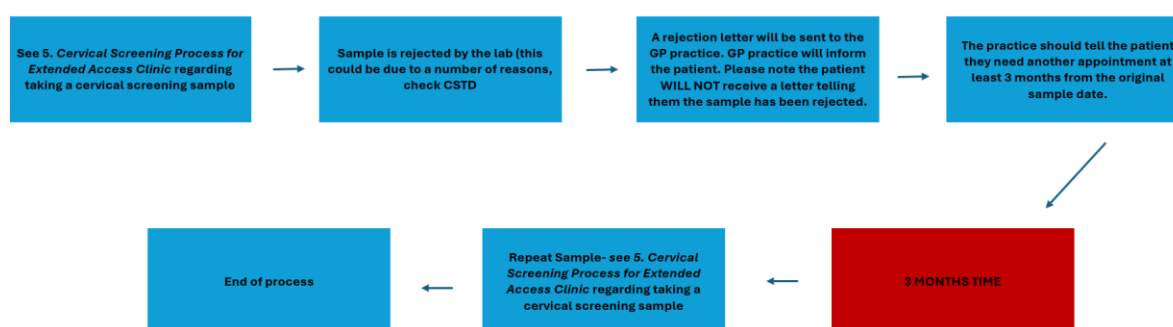 See 5. Cervical Screening Process for
Extended Access Clinic regarding
taking a cervical screening sample
Sample is rejected by the lab (this
could be due to a number of reasons,
check CSTD
A rejection letter will be sent to the
GP practice. GP practice will inform
the patient. Please note the patient
WILL NOT receive a letter telling
them the sample has been rejected.
The practice should tell the patient
they need another appointment at
least 3 months from the original
sample date.
End of process
Repeat Sample- see 5. Cervical
Screening Process for Extended
Access Clinic regarding taking a
cervical screening sample
3 MONTHS TIME